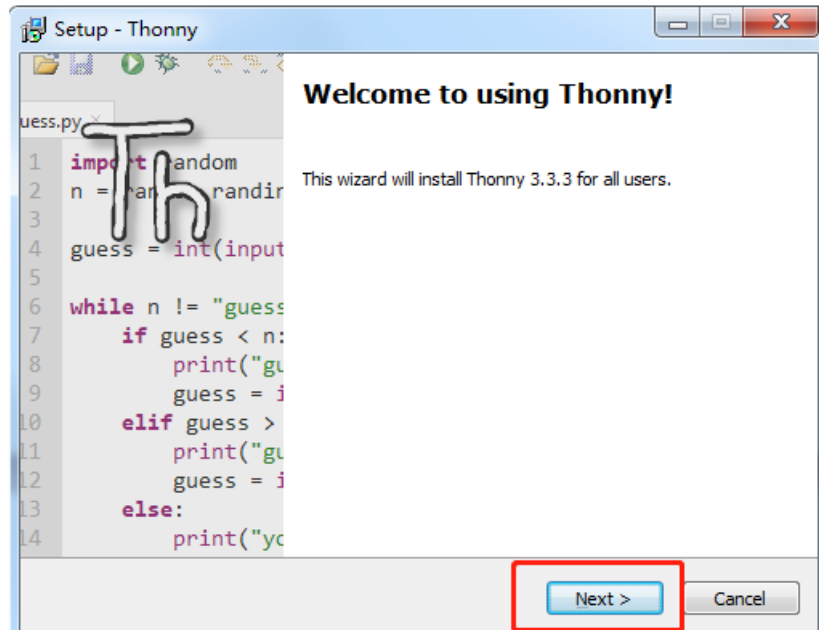 Setup - Thonny
Welcome to using Thonny!
This wizard will install Thonny 3.3.3 for all users.
uess.py
Th
1 import random
2 n = ran randin
3
4 guess = int(input
5
6 while n != "guess
7 if guess < n:
8 print("gu
9 guess = i
10 elif guess >
11 print("gu
12 guess = i
13 else:
14 print("yo
Next >
Cancel